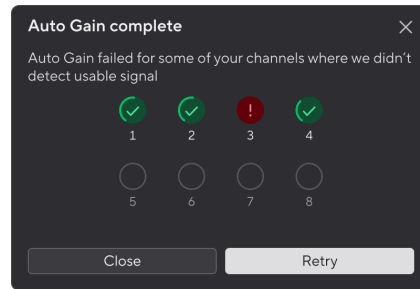 Auto Gain complete
Auto Gain failed for some of your channels where we didn't
detect usable signal
!
1 2 3 4
5 6 7 8
Close Retry